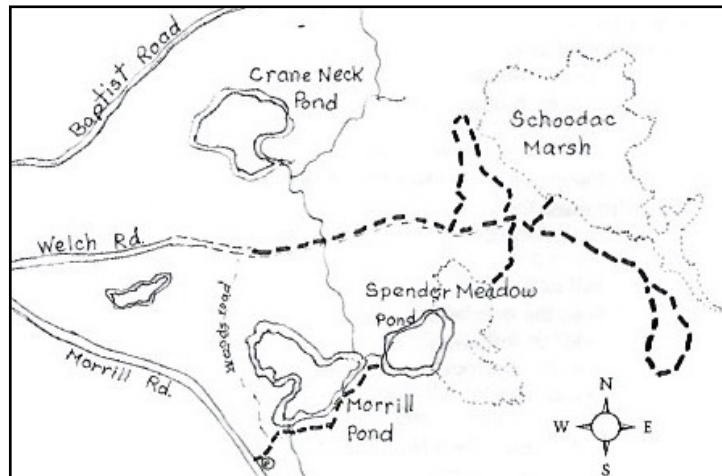 Baptist Road
Crane Neck
Pond
Schoodac
Marsh
Welch Rd.
Spender Meadow
Pond
Woods road
Morrill Rd.
Morrill
Pond
N
W
E
S